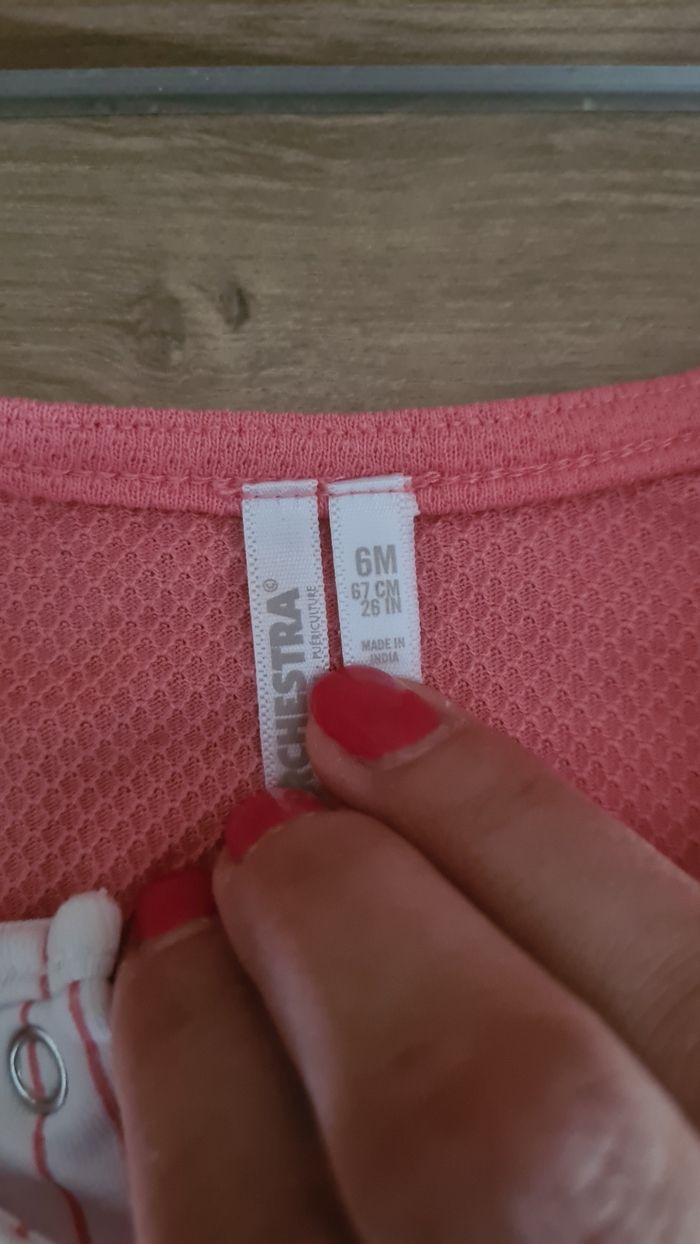 RCHESTRA©
PUÉRICULTURE
6M
67 CM
26 IN
MADE IN
INDIA